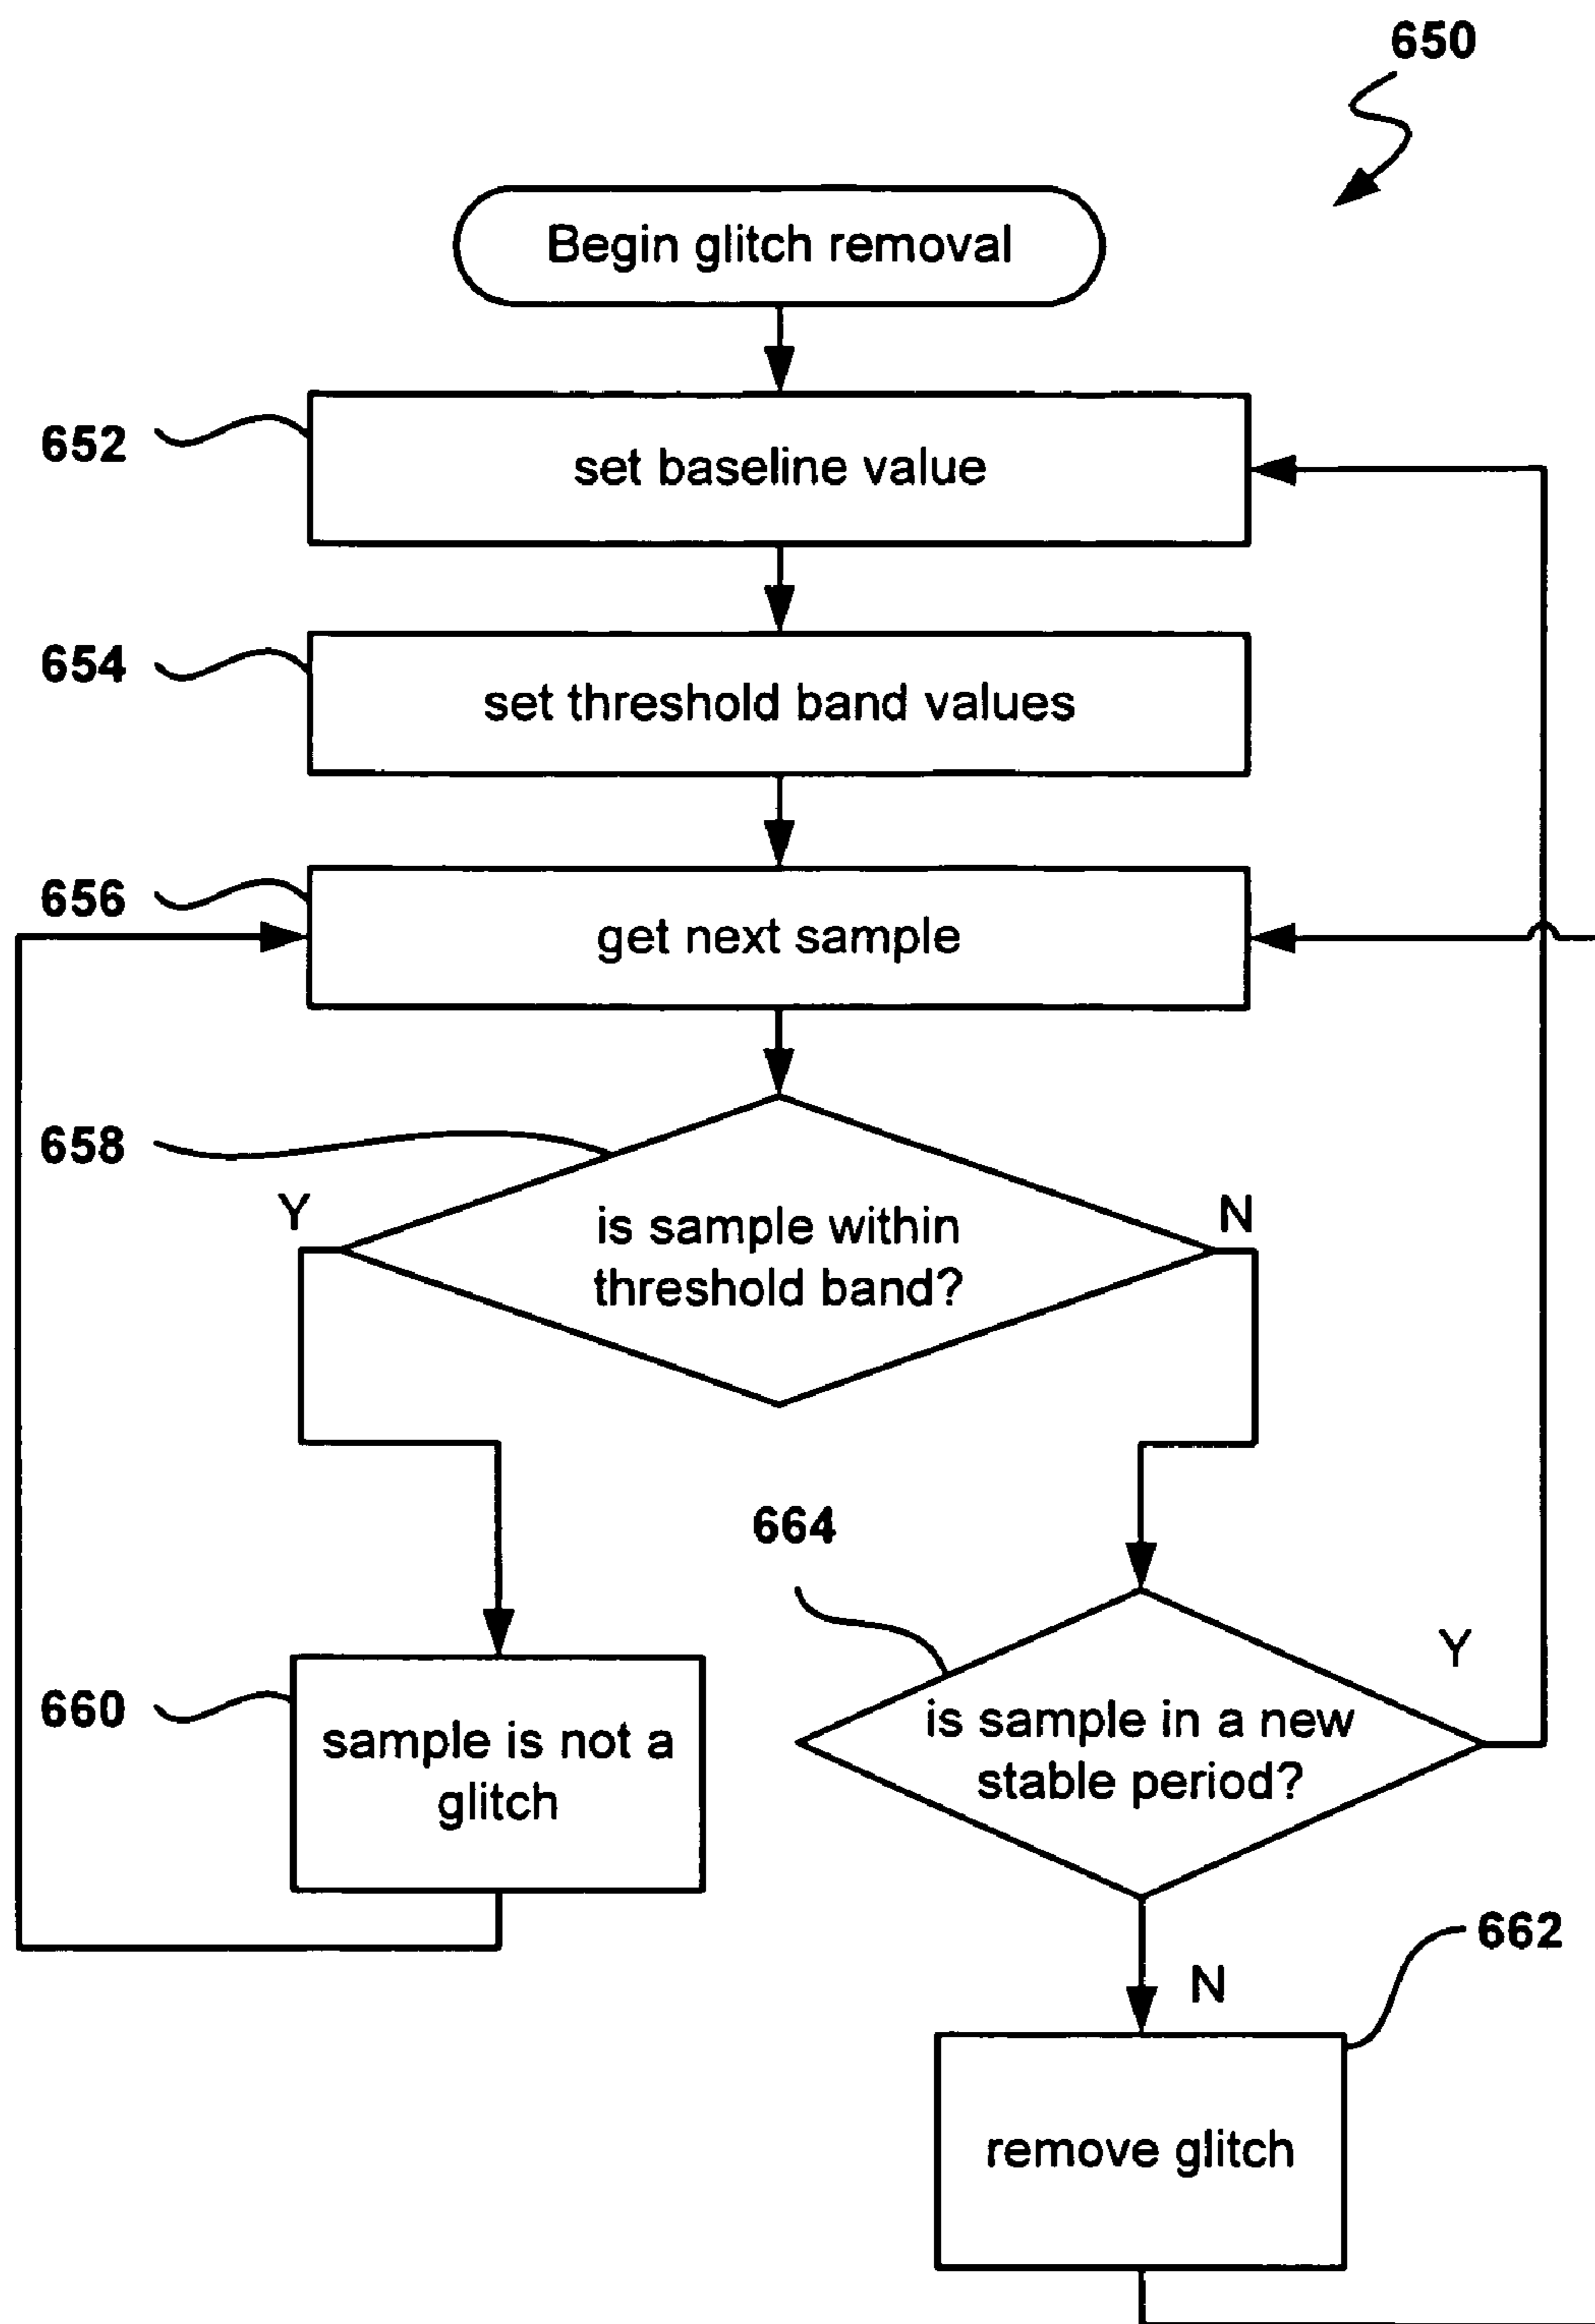 650
Begin glitch removal
652
set baseline value
654
set threshold band values
656
get next sample
658
Y
N
is sample within
threshold band?
664
Y
660
sample is not a
glitch
is sample in a new
stable period?
662
N
remove glitch